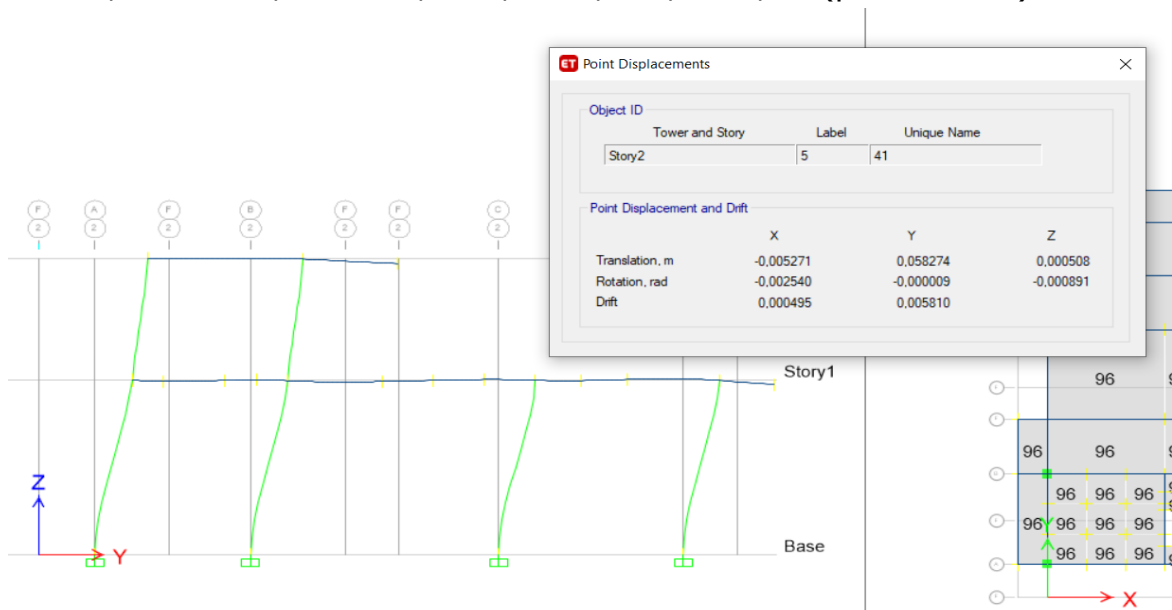 ET Point Displacements
Object ID
Tower and Story Label Unique Name
Story2 5 41
Point Displacement and Drift
X Y Z
Translation, m -0,005271 0,058274 0,000508
Rotation, rad -0,002540 -0,000009 -0,000891
Drift 0,000495 0,005810
F A F B F F C
2 2 2 2 2 2 2
Story1
Z
Y
Base
96
96 96
96 96 96
96 Y 96 96 96
96 96 96
X